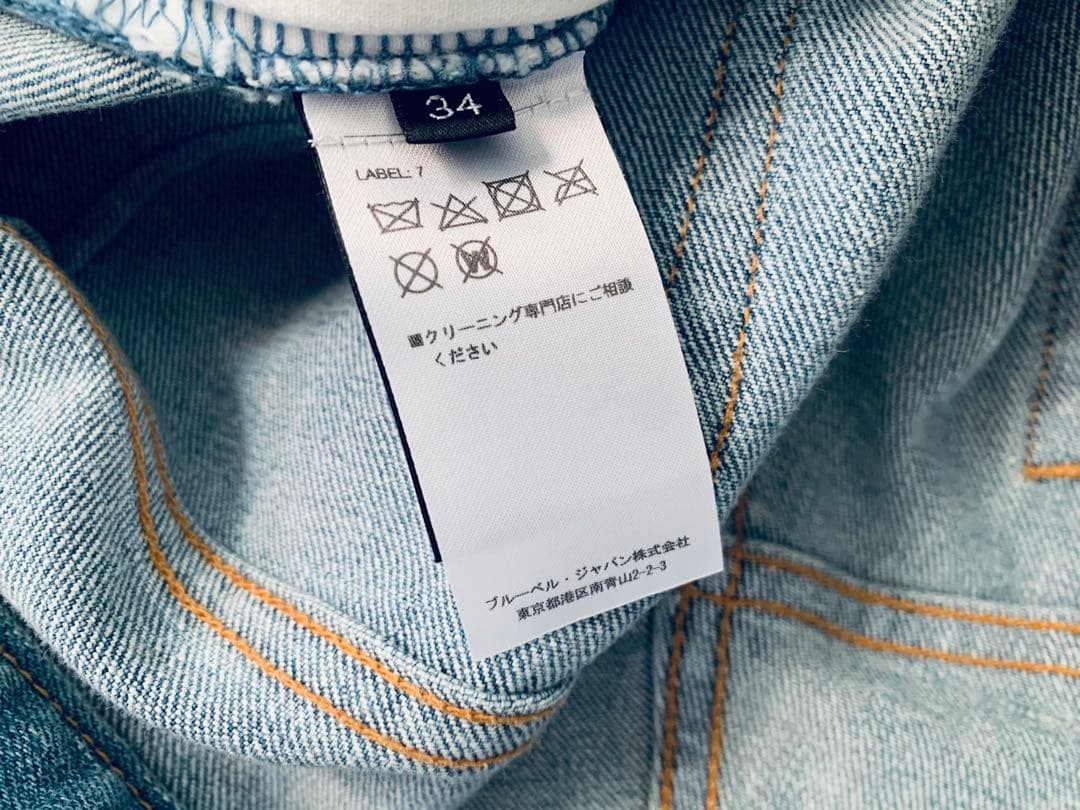 34
LABEL: 7
W
▣クリーニング専門店にご相談
ください
ブルーベル・ジャパン株式会社
東京都港区南青山2-2-3